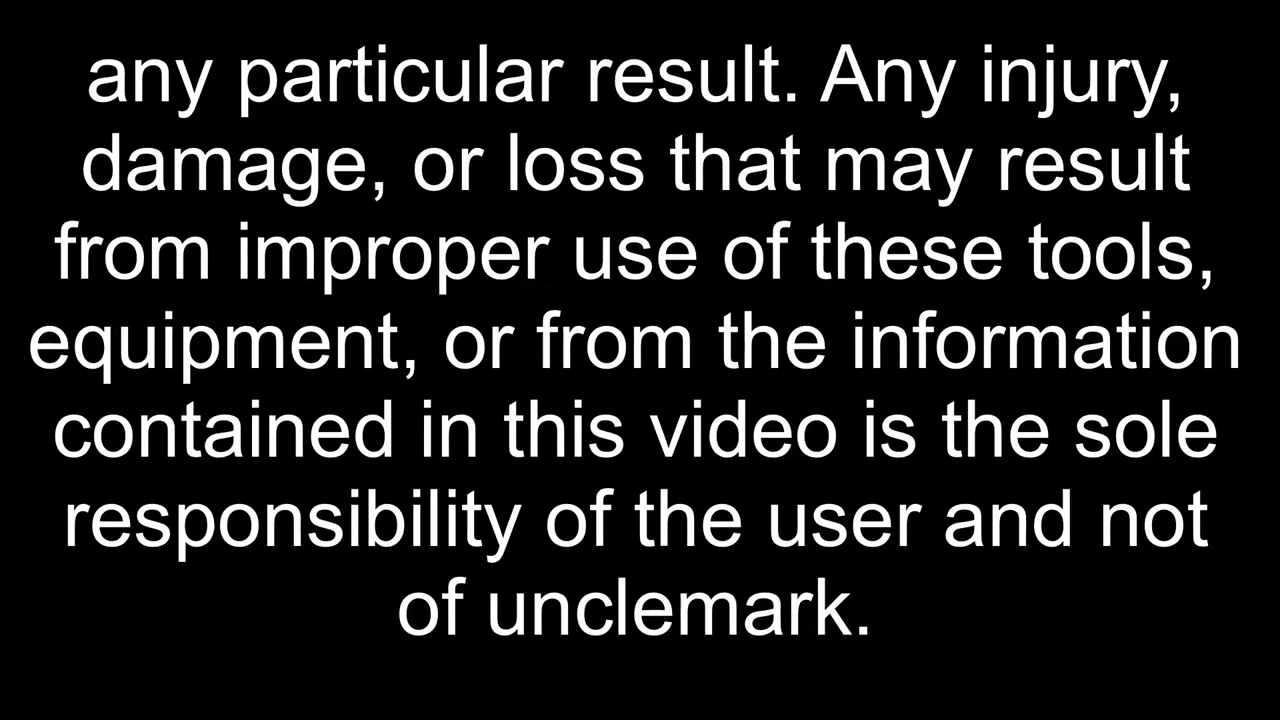 any particular result. Any injury,
damage, or loss that may result
from improper use of these tools,
equipment, or from the information
contained in this video is the sole
responsibility of the user and not
of unclemark.